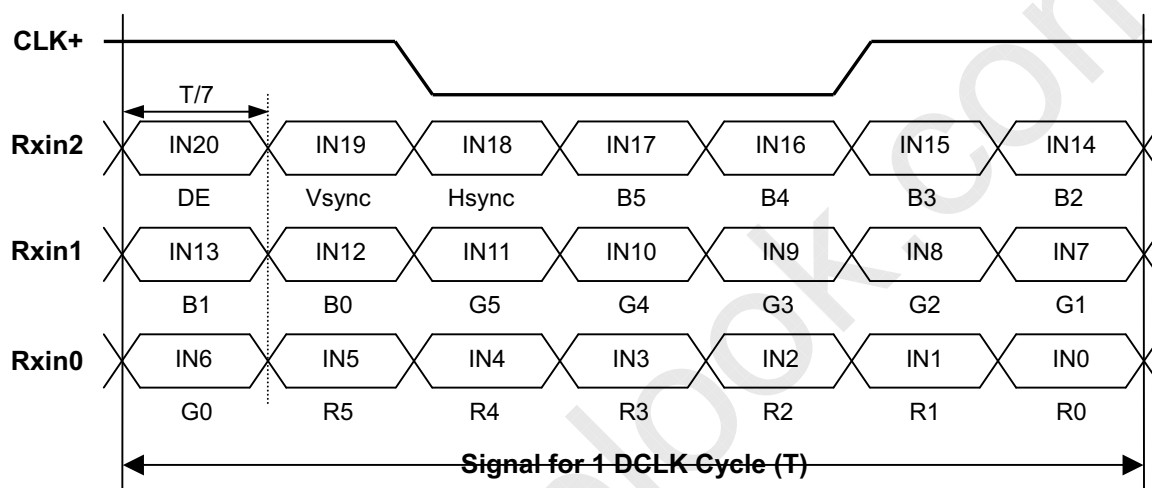 CLK+
T/7
Rxin2 IN20 IN19 IN18 IN17 IN16 IN15 IN14
DE Vsync Hsync B5 B4 B3 B2
Rxin1 IN13 IN12 IN11 IN10 IN9 IN8 IN7
B1 B0 G5 G4 G3 G2 G1
Rxin0 IN6 IN5 IN4 IN3 IN2 IN1 IN0
G0 R5 R4 R3 R2 R1 R0
Signal for 1 DCLK Cycle (T)